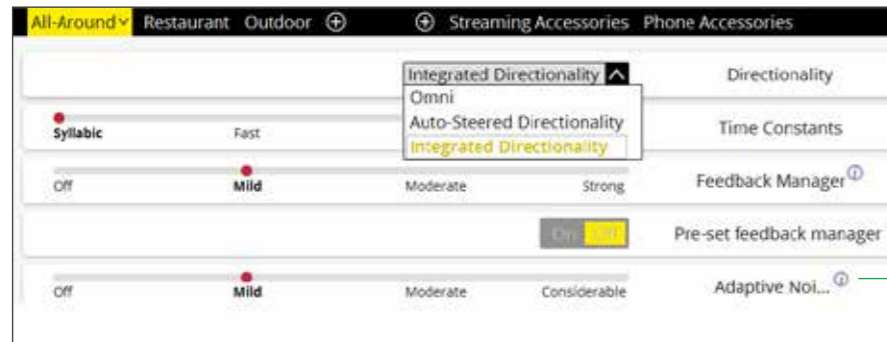 All-Around Restaurant Outdoor Streaming Accessories Phone Accessories
Integrated Directionality Directionality
Omni
Auto-Steered Directionality
Integrated Directionality
Syllabic Fast Time Constants
Off Mild Moderate Strong Feedback Manager
On Off Pre-set feedback manager
Off Mild Moderate Considerable Adaptive Noi...